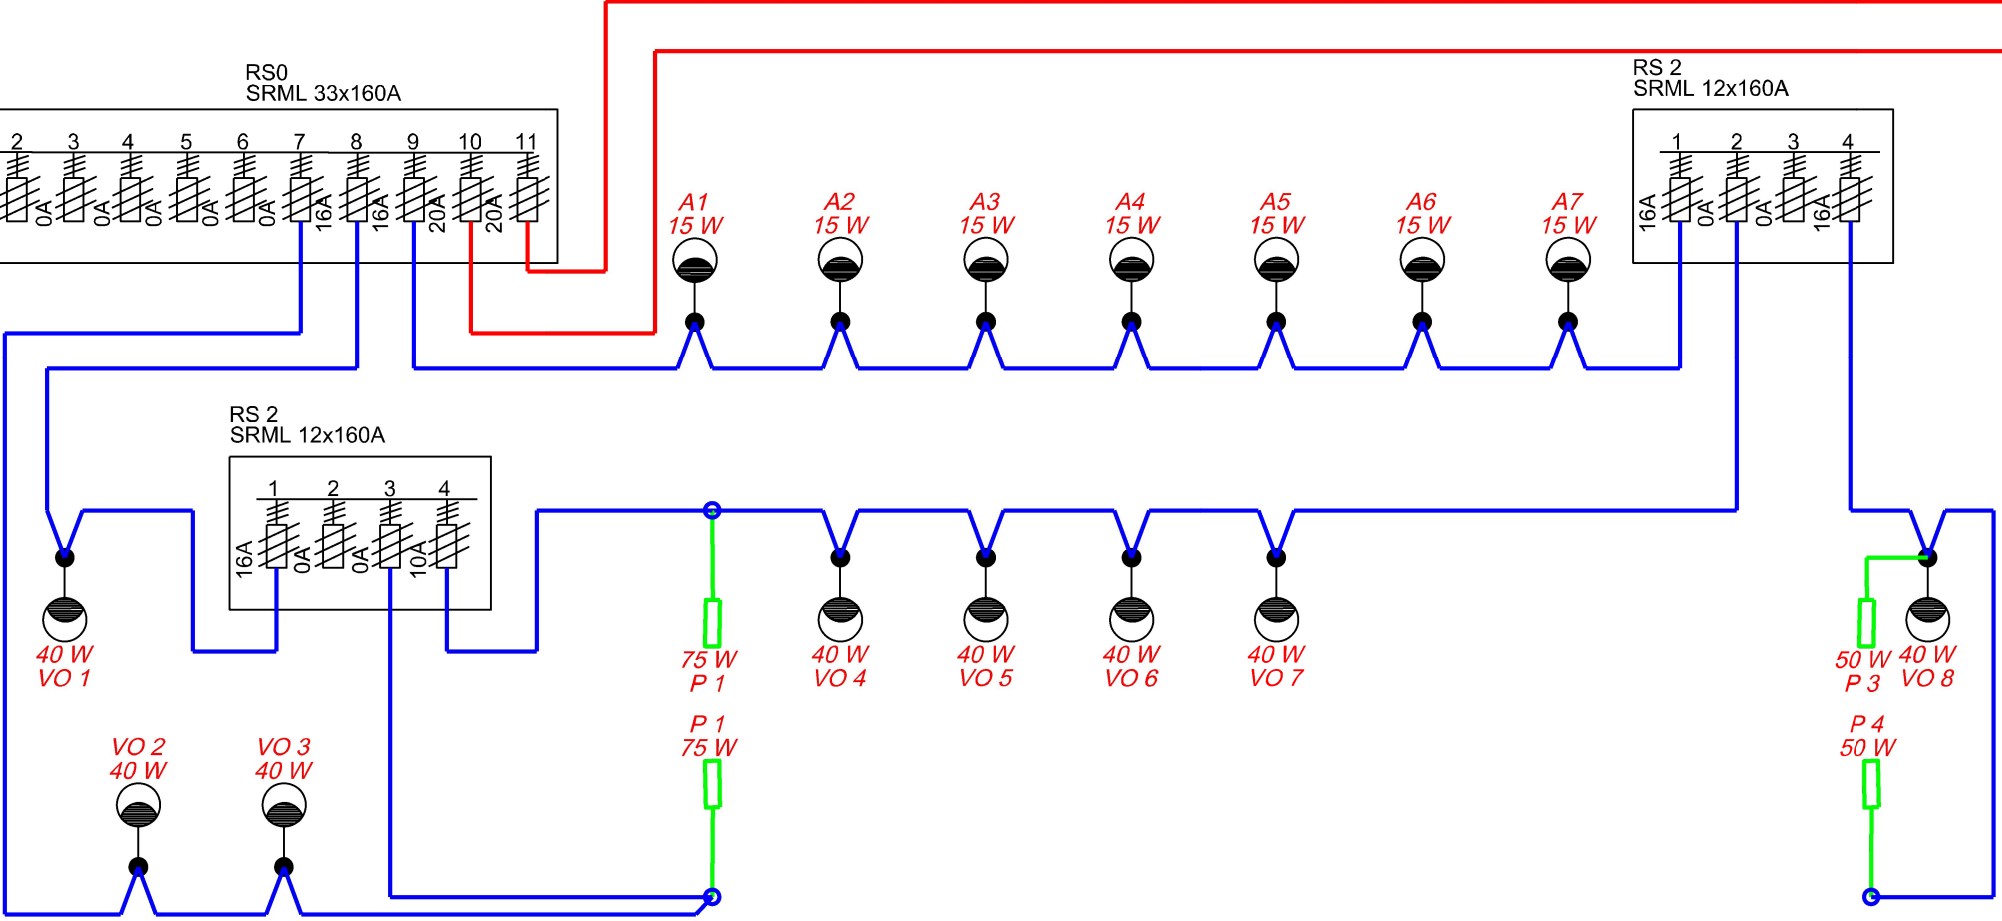 RS0
SRML 33x160A
2 3 4 5 6 7 8 9 10 11
0A 0A 0A 0A 0A 16A 16A 20A 20A
RS 2
SRML 12x160A
1 2 3 4
16A 0A 0A 16A
A1 A2 A3 A4 A5 A6 A7
15 W 15 W 15 W 15 W 15 W 15 W 15 W
RS 2
SRML 12x160A
1 2 3 4
16A 0A 0A 10A
40 W
VO 1
75 W
P 1
40 W 40 W 40 W 40 W
VO 4 VO 5 VO 6 VO 7
50 W 40 W
P 3 VO 8
P 1
75 W
P 4
50 W
VO 2 VO 3
40 W 40 W